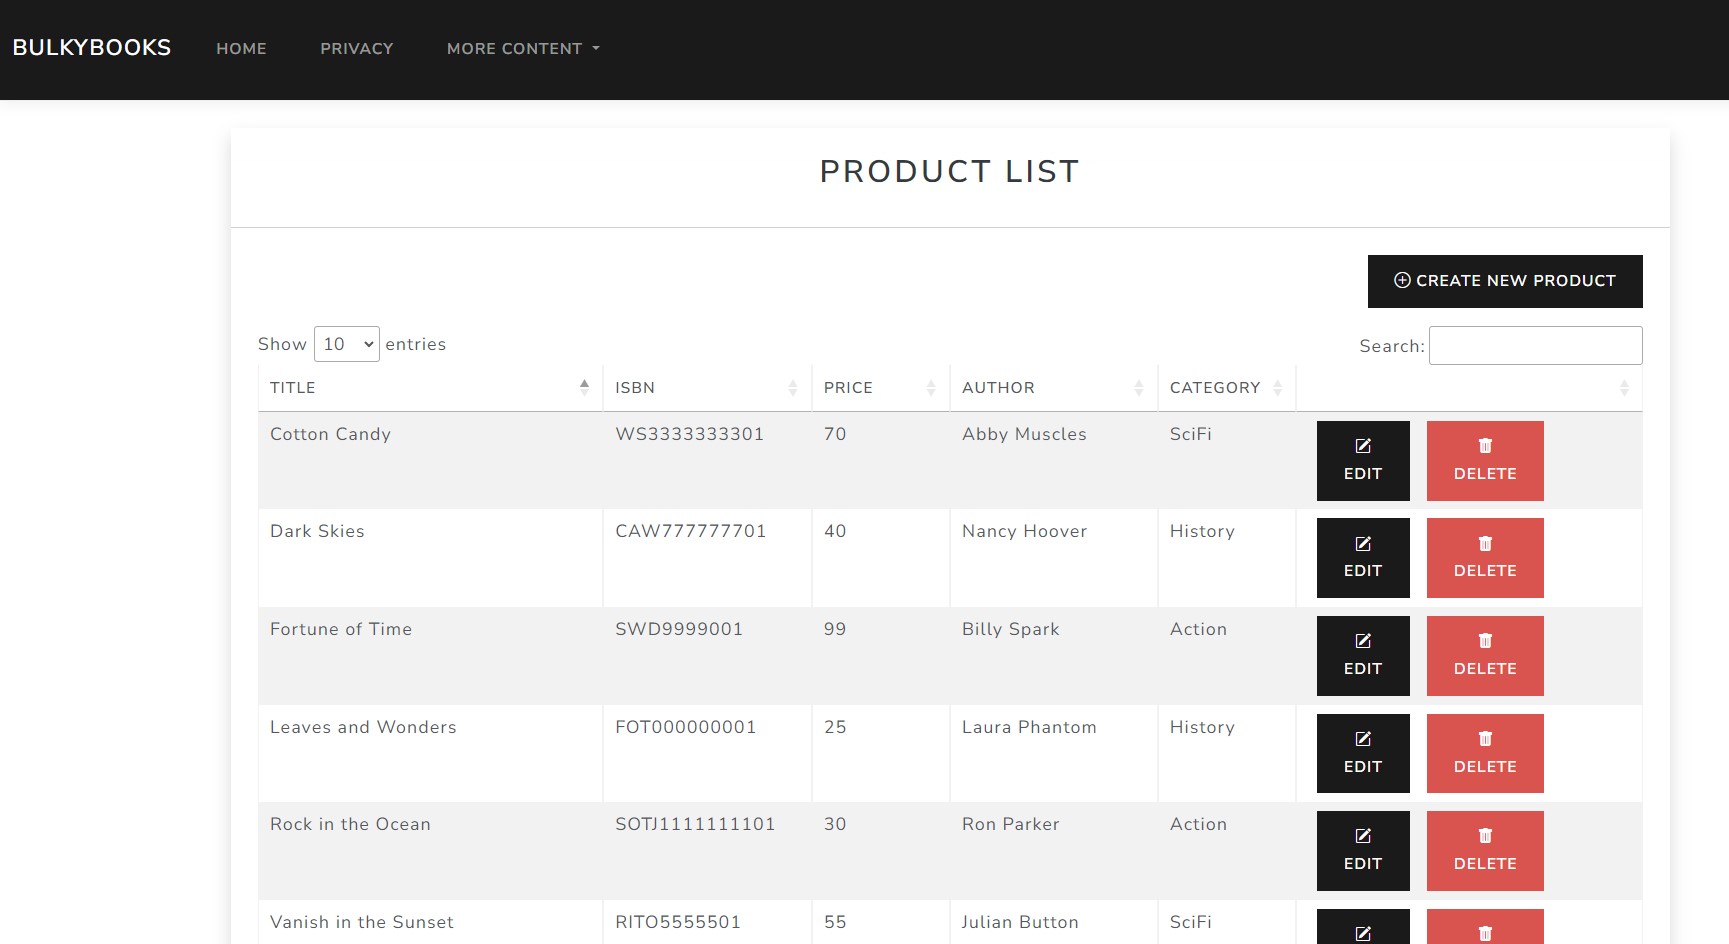 BULKYBOOKS HOME PRIVACY MORE CONTENT
PRODUCT LIST
CREATE NEW PRODUCT
Show 10 entries Search:
TITLE ISBN PRICE AUTHOR CATEGORY
Cotton Candy WS3333333301 70 Abby Muscles SciFi EDIT DELETE
Dark Skies CAW777777701 40 Nancy Hoover History EDIT DELETE
Fortune of Time SWD9999001 99 Billy Spark Action EDIT DELETE
Leaves and Wonders FOT000000001 25 Laura Phantom History EDIT DELETE
Rock in the Ocean SOTJ1111111101 30 Ron Parker Action EDIT DELETE
Vanish in the Sunset RITO5555501 55 Julian Button SciFi